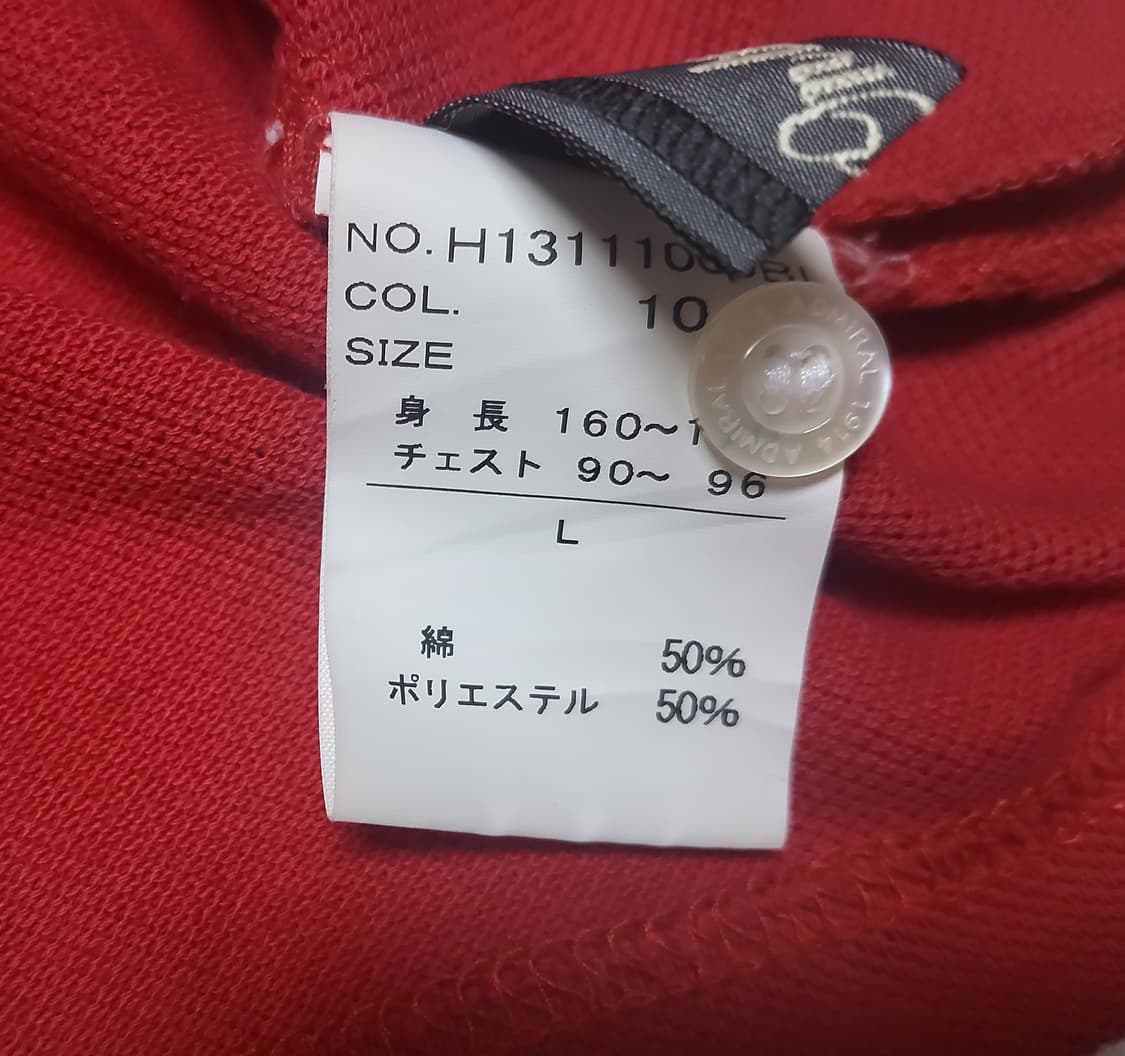 NO. H131110
COL. 10
SIZE
身 長 160〜1
チェスト 90〜 96
L
綿 50%
ポリエステル 50%
ADMIRAL 1914 ADMIRAL